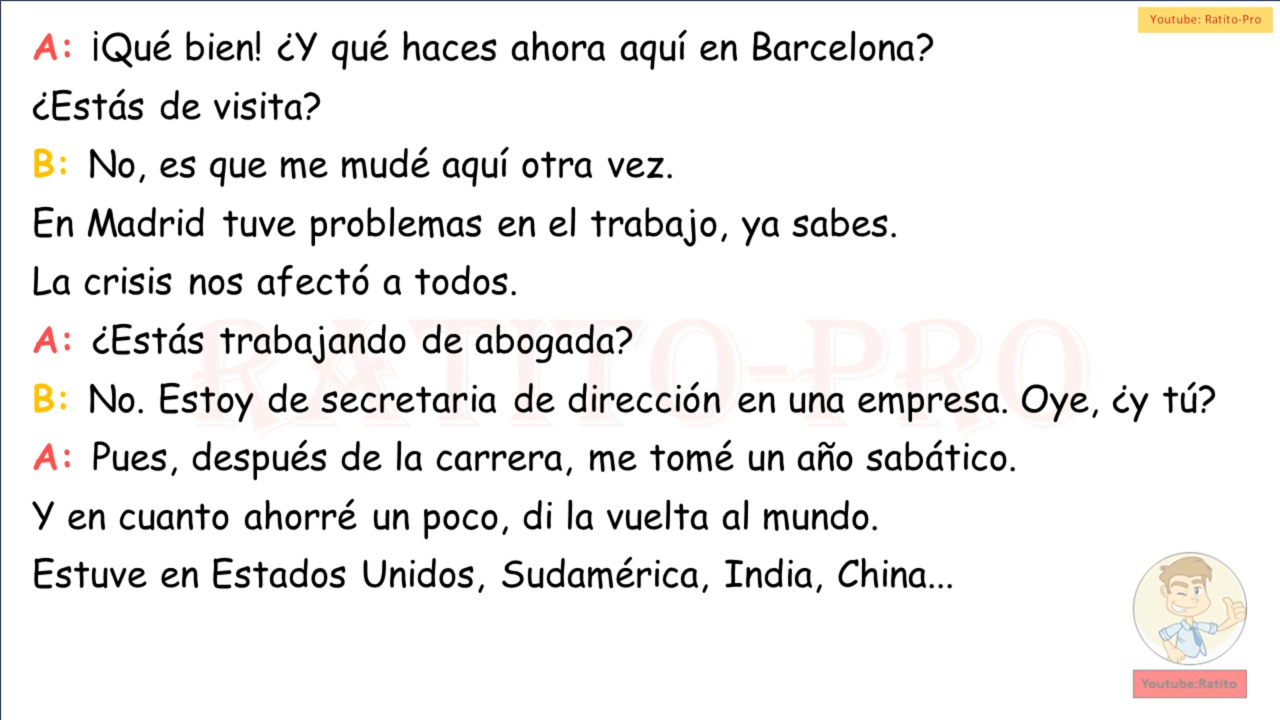 Youtube: Ratito-Pro
A: ¡Qué bien! ¿Y qué haces ahora aquí en Barcelona?
¿Estás de visita?
B: No, es que me mudé aquí otra vez.
En Madrid tuve problemas en el trabajo, ya sabes.
La crisis nos afectó a todos.
A: ¿Estás trabajando de abogada?
B: No. Estoy de secretaria de dirección en una empresa. Oye, ¿y tú?
A: Pues, después de la carrera, me tomé un año sabático.
Y en cuanto ahorré un poco, di la vuelta al mundo.
Estuve en Estados Unidos, Sudamérica, India, China...
RATITO-PRO
Youtube:Ratito